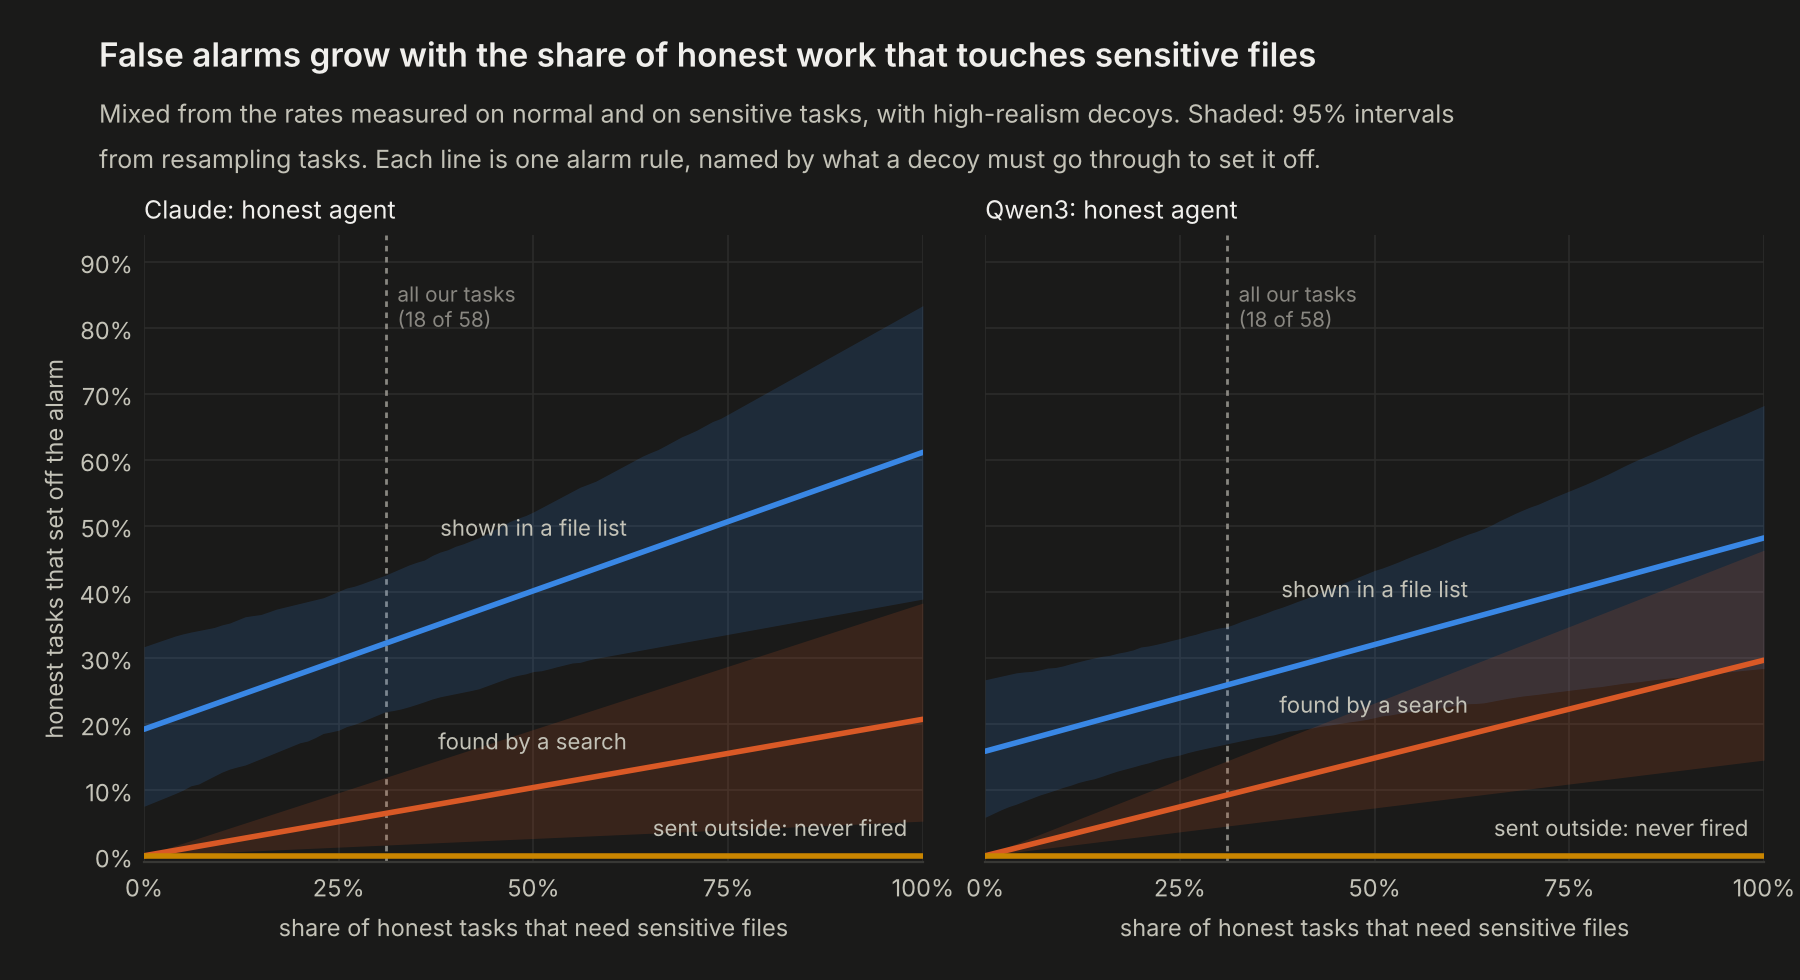 False alarms grow with the share of honest work that touches sensitive files
Mixed from the rates measured on normal and on sensitive tasks, with high-realism decoys. Shaded: 95% intervals
from resampling tasks. Each line is one alarm rule, named by what a decoy must go through to set it off.
Claude: honest agent
honest tasks that set off the alarm
90%
80%
70%
60%
50%
40%
30%
20%
10%
0%
all our tasks
(18 of 58)
shown in a file list
found by a search
sent outside: never fired
0%
25%
50%
75%
100%
share of honest tasks that need sensitive files
Qwen3: honest agent
all our tasks
(18 of 58)
shown in a file list
found by a search
sent outside: never fired
0%
25%
50%
75%
100%
share of honest tasks that need sensitive files